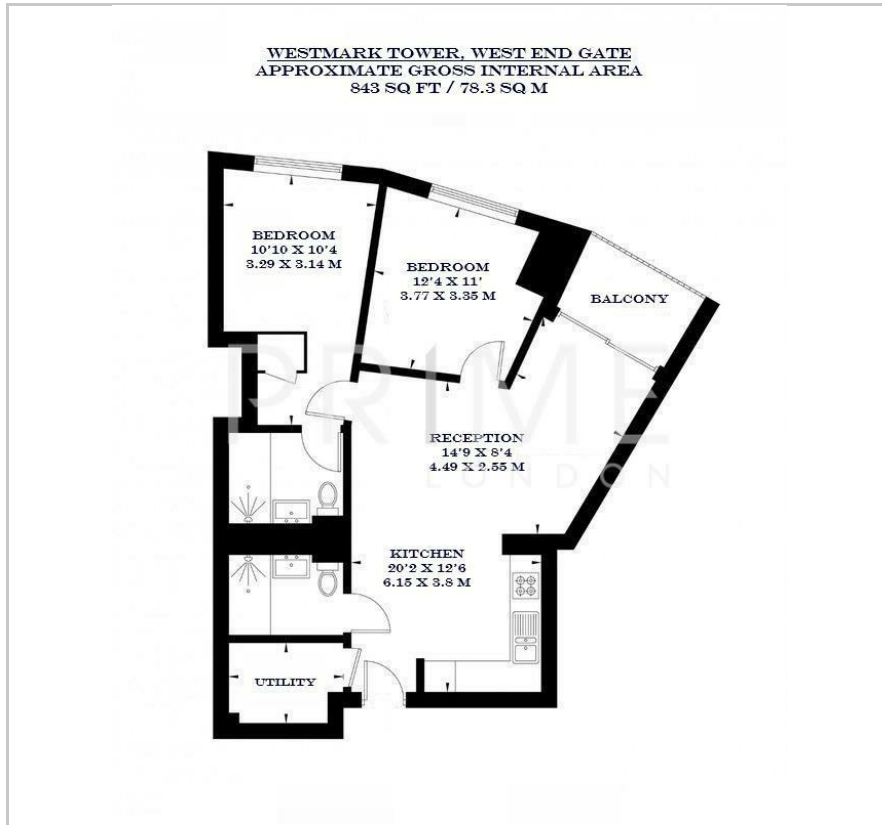 WESTMARK TOWER, WEST END GATE
APPROXIMATE GROSS INTERNAL AREA
843 SQ FT / 78.3 SQ M
BEDROOM
10'10 X 10'4
3.29 X 3.14 M
BEDROOM
12'4 X 11'
3.77 X 3.35 M
BALCONY
PRIME
LONDON
RECEPTION
14'9 X 8'4
4.49 X 2.55 M
KITCHEN
20'2 X 12'6
6.15 X 3.8 M
UTILITY